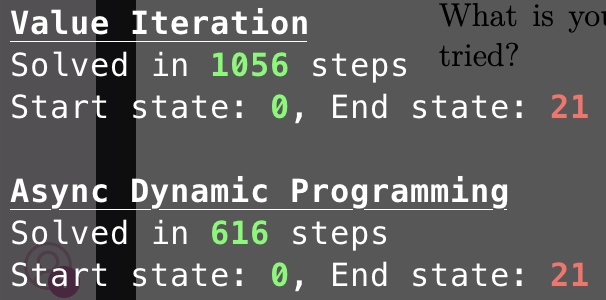 Value Iteration
Solved in 1056 steps
Start state: 0, End state: 21
Async Dynamic Programming
Solved in 616 steps
Start state: 0, End state: 21
What is
tried?